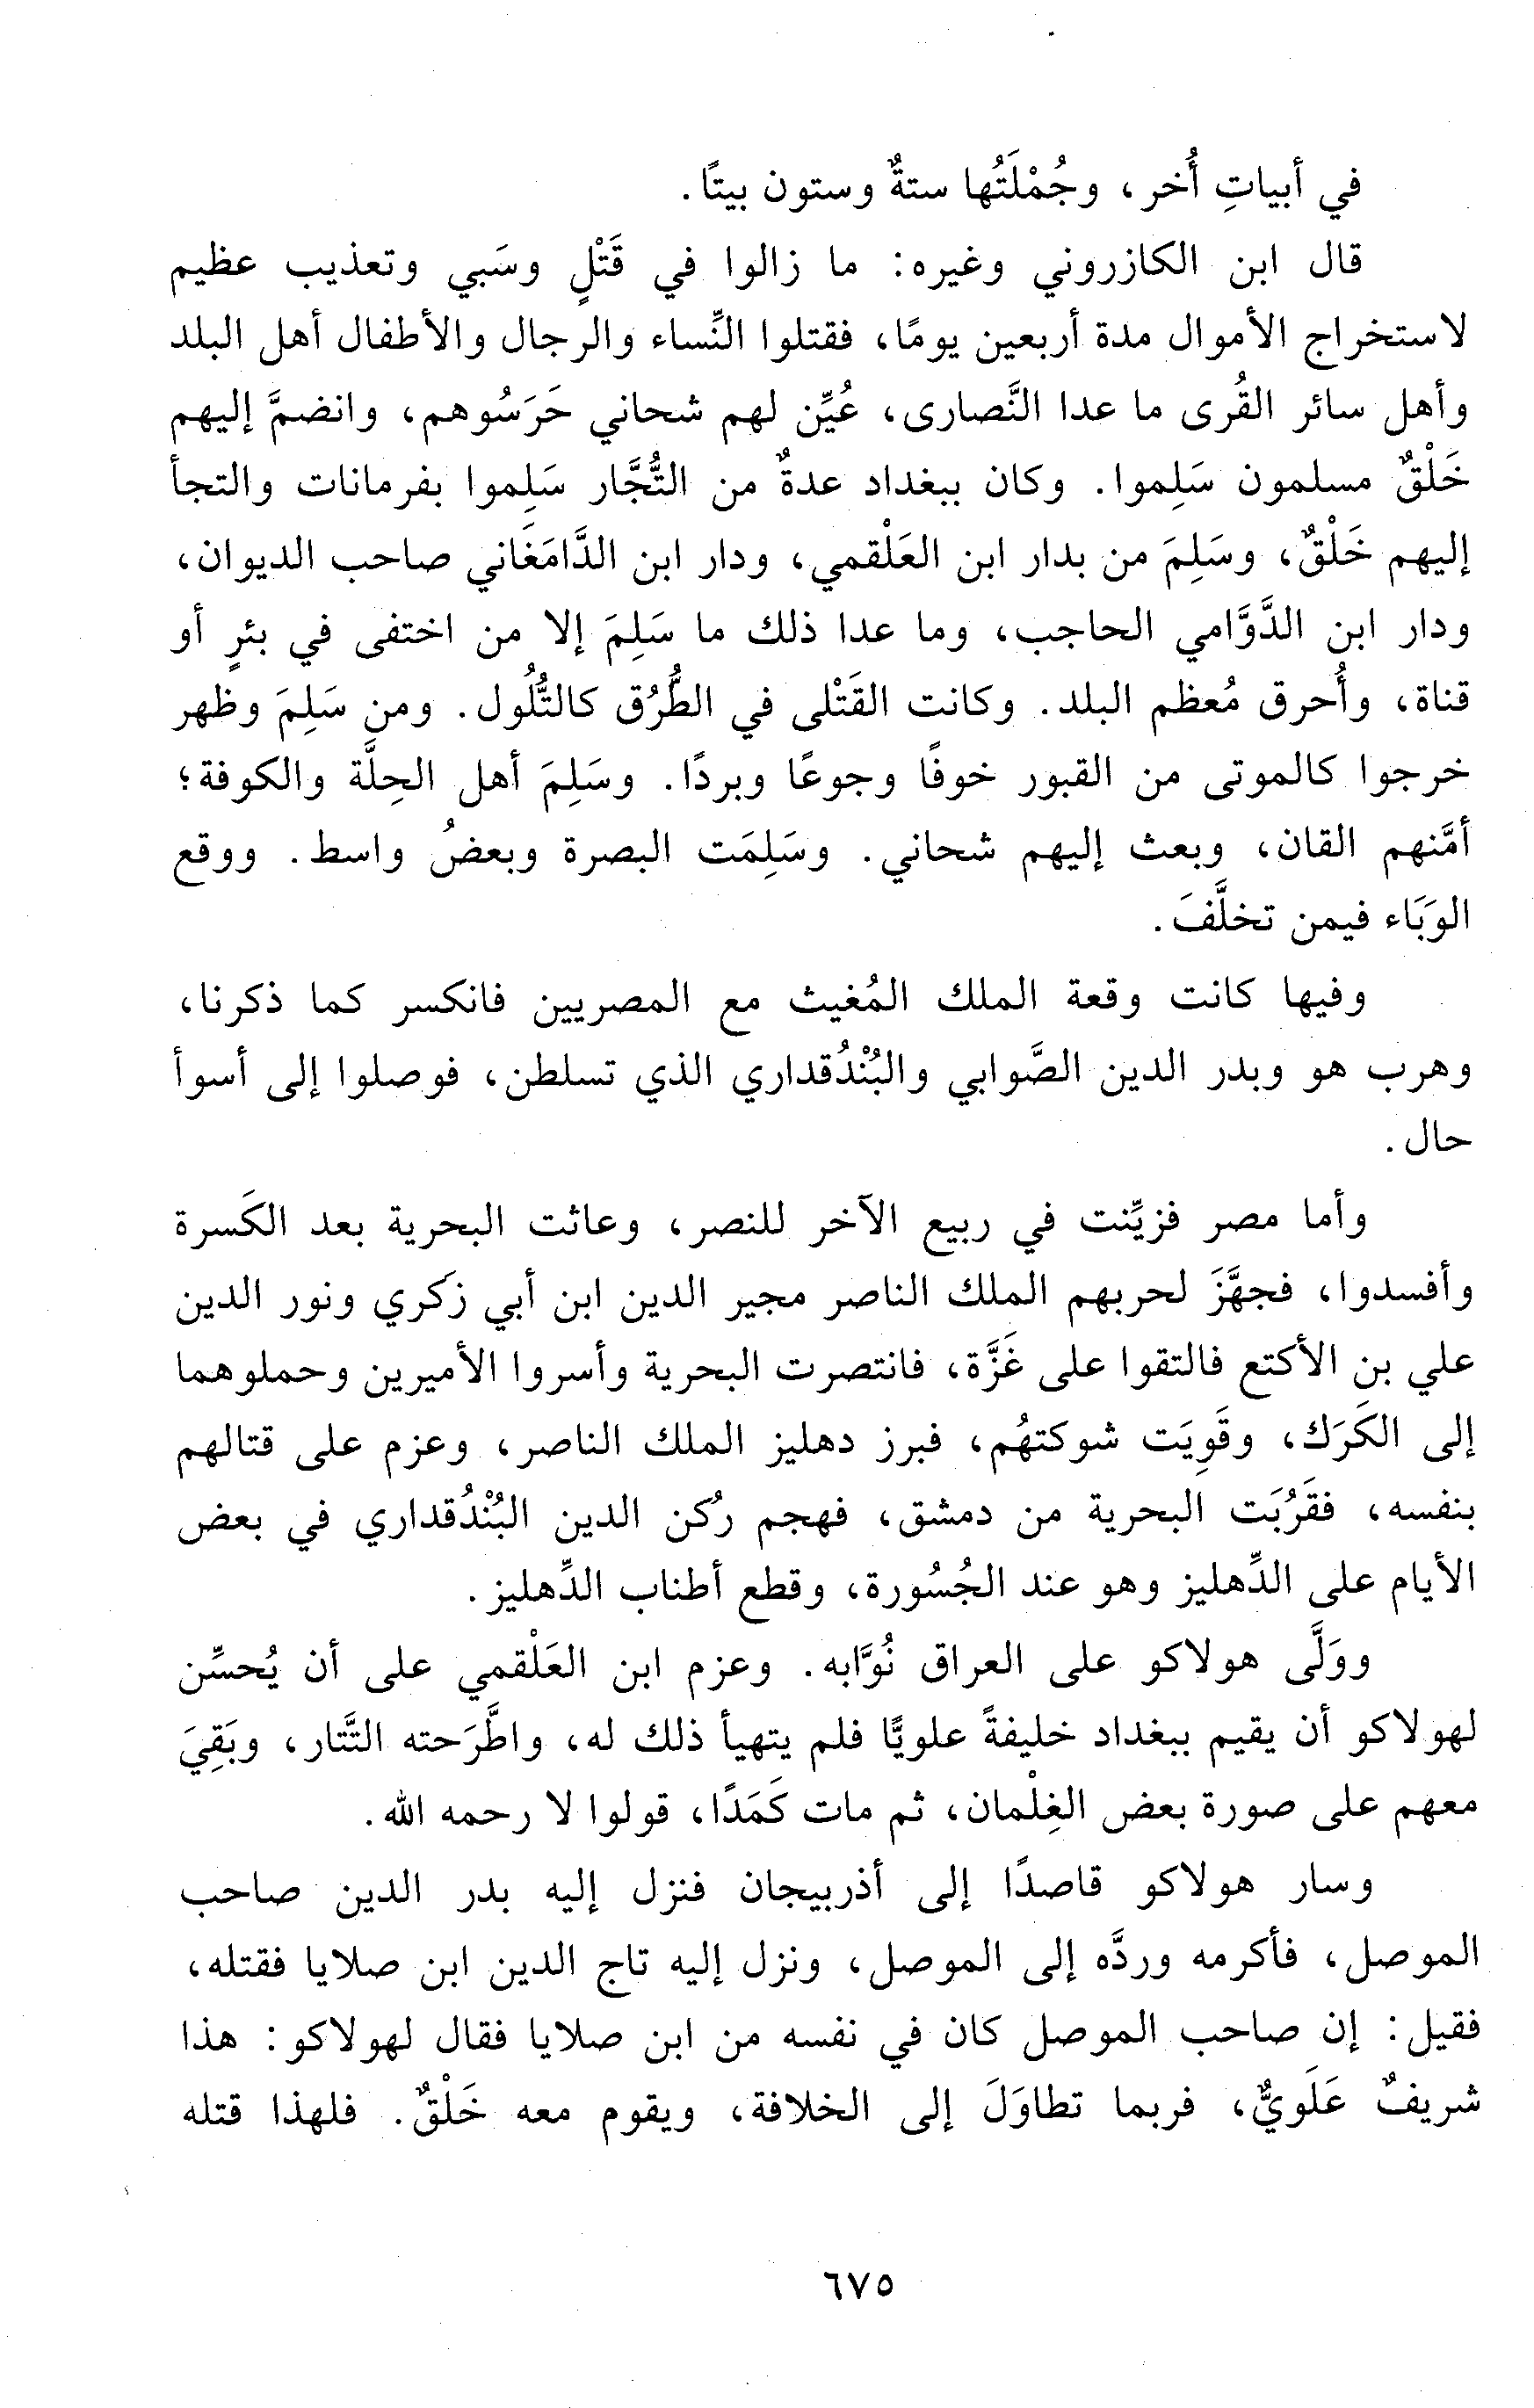 في أبياتِ أُخر، وجُمْلَتُها ستةٌ وستون بيتًا.
قال ابن الكازروني وغيره: ما زالوا في قَتْلٍ وسَبي وتعذيب عظيم
لاستخراج الأموال مدة أربعين يومًا، فقتلوا النِّساء والرجال والأطفال أهل البلد
وأهل سائر القُرى ما عدا النَّصارى، عُيِّن لهم شحاني حَرَسُوهم، وانضمَّ إليهم
خَلْقٌ مسلمون سَلِموا. وكان ببغداد عدةٌ من التُّجَّار سَلِموا بفرمانات والتجأ
إليهم خَلْقٌ، وسَلِمَ من بدار ابن العَلْقمي، ودار ابن الدَّامَغَاني صاحب الديوان،
ودار ابن الدَّوَّامي الحاجب، وما عدا ذلك ما سَلِمَ إلا من اختفى في بئرٍ أو
قناة، وأُحرق مُعظم البلد. وكانت القَتْلى في الطُّرُق كالتُّلُول. ومن سَلِمَ وظهر
خرجوا كالموتى من القبور خوفًا وجوعًا وبردًا. وسَلِمَ أهل الحِلَّة والكوفة؛
أمَّنهم القان، وبعث إليهم شحاني. وسَلِمَت البصرة وبعضُ واسط. ووقع
الوَبَاء فيمن تخلَّفَ.
وفيها كانت وقعة الملك المُغيث مع المصريين فانكسر كما ذكرنا،
وهرب هو وبدر الدين الصَّوابي والبُنْدُقداري الذي تسلطن، فوصلوا إلى أسوأ
حال.
وأما مصر فزيِّنت في ربيع الآخر للنصر، وعاثت البحرية بعد الكَسرة
وأفسدوا، فجهَّزَ لحربهم الملك الناصر مجير الدين ابن أبي زكَري ونور الدين
علي بن الأكتع فالتقوا على غَزَّة، فانتصرت البحرية وأسروا الأميرين وحملوهما
إلى الكَرَك، وقَوِيَت شوكتهُم، فبرز دهليز الملك الناصر، وعزم على قتالهم
بنفسه، فقَرُبَت البحرية من دمشق، فهجم رُكن الدين البُنْدُقداري في بعض
الأيام على الدِّهليز وهو عند الجُسُورة، وقطع أطناب الدِّهليز.
ووَلَّى هولاكو على العراق نُوَّابه. وعزم ابن العَلْقمي على أن يُحسِّن
لهولاكو أن يقيم ببغداد خليفةً علويًّا فلم يتهيأ ذلك له، واطَّرَحته التَّتار، وبَقِيَ
معهم على صورة بعض الغِلْمان، ثم مات كَمَدًا، قولوا لا رحمه الله.
وسار هولاكو قاصدًا إلى أذربيجان فنزل إليه بدر الدين صاحب
الموصل، فأكرمه وردَّه إلى الموصل، ونزل إليه تاج الدين ابن صلايا فقتله،
فقيل: إن صاحب الموصل كان في نفسه من ابن صلايا فقال لهولاكو: هذا
شريفٌ عَلَويٌّ، فربما تطاوَلَ إلى الخلافة، ويقوم معه خَلْقٌ. فلهذا قتله
٦٧٥